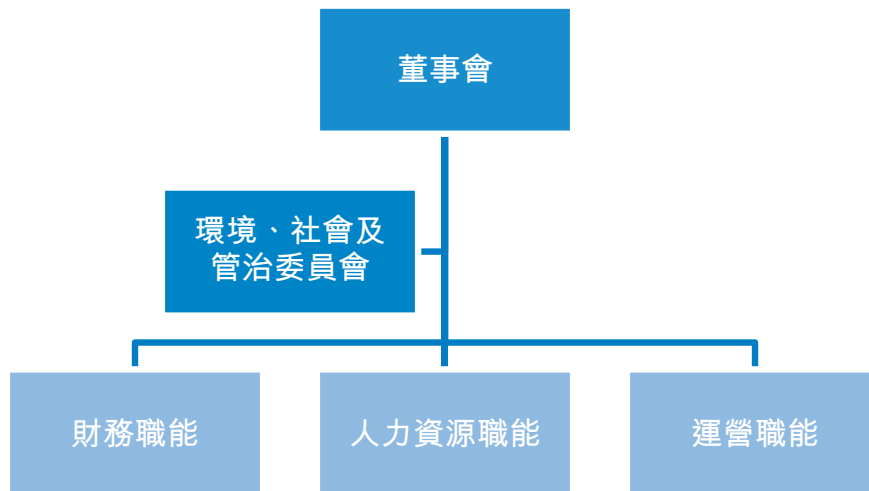 董事會
環境、社會及
管治委員會
財務職能
人力資源職能
運營職能